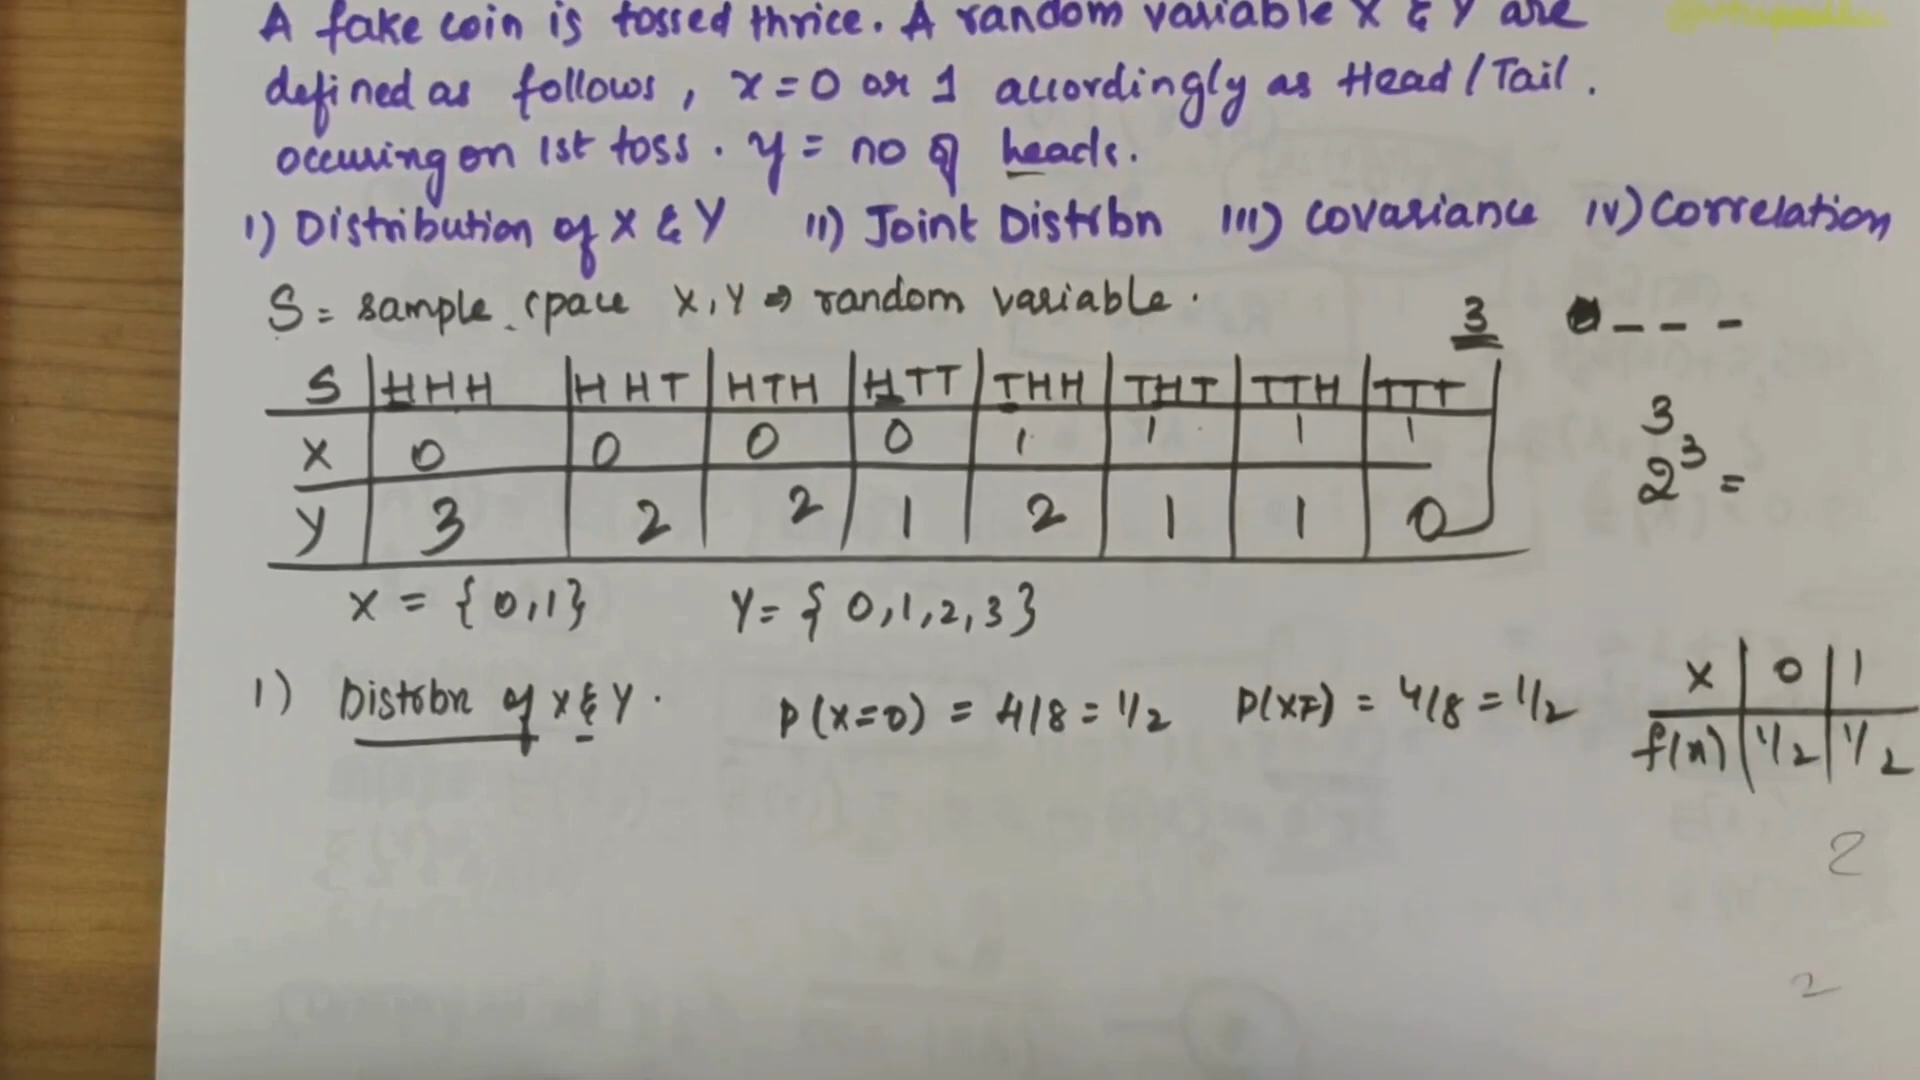 A fake coin is tossed thrice. A random variable X & Y are
defined as follows, x=0 or 1 accordingly as Head / Tail.
occuring on 1st toss. y = no of heads.
1) Distribution of X & Y 11) Joint Distrbn 111) covariance iv) Correlation
S = sample space X, Y ⇒ random variable.
3 _ _ _
S | HHH | HHT | HTH | HTT | THH | THT | TTH | TTT
X | 0 | 0 | 0 | 0 | 1 | 1 | 1 | 1
Y | 3 | 2 | 2 | 1 | 2 | 1 | 1 | 0
3
2³ =
X = {0,1} Y = {0,1,2,3}
1) Distrbn of X & Y. P(X=0) = 4/8 = 1/2 = 4/8 = 1/2
X | 0 | 1
f(x) | 1/2 | 1/2
2
2